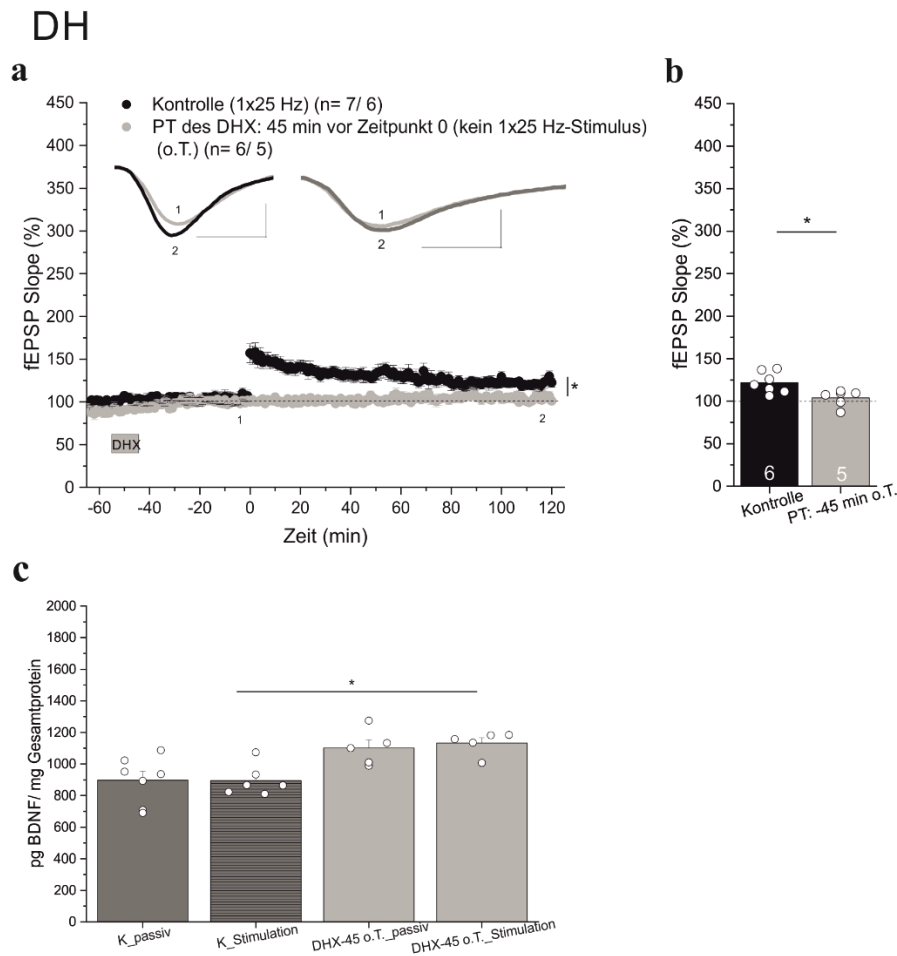 DH
a
Kontrolle (1x25 Hz) (n= 7/ 6)
PT des DHX: 45 min vor Zeitpunkt 0 (kein 1x25 Hz-Stimulus)
(o.T.) (n= 6/ 5)
fEPSP Slope (%)
450
400
350
300
250
200
150
100
50
0
1
2
1
2
*
1
2
DHX
-60 -40 -20 0 20 40 60 80 100 120
Zeit (min)
b
fEPSP Slope (%)
450
400
350
300
250
200
150
100
50
0
*
6
5
Kontrolle
PT: -45 min o.T.
c
pg BDNF/ mg Gesamtprotein
2000
1800
1600
1400
1200
1000
800
600
400
200
0
*
K_passiv
K_Stimulation
DHX-45 o.T._passiv
DHX-45 o.T._Stimulation